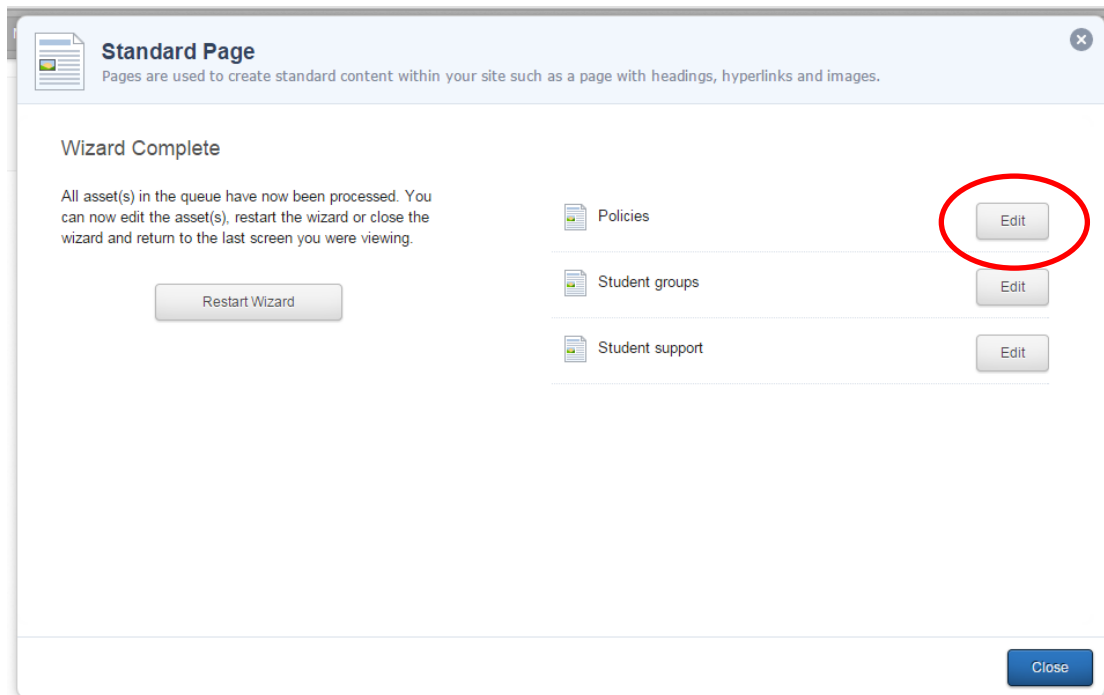 Standard Page
Pages are used to create standard content within your site such as a page with headings, hyperlinks and images.
Wizard Complete
All asset(s) in the queue have now been processed. You
can now edit the asset(s), restart the wizard or close the
wizard and return to the last screen you were viewing.
Restart Wizard
Policies Edit
Student groups Edit
Student support Edit
Close